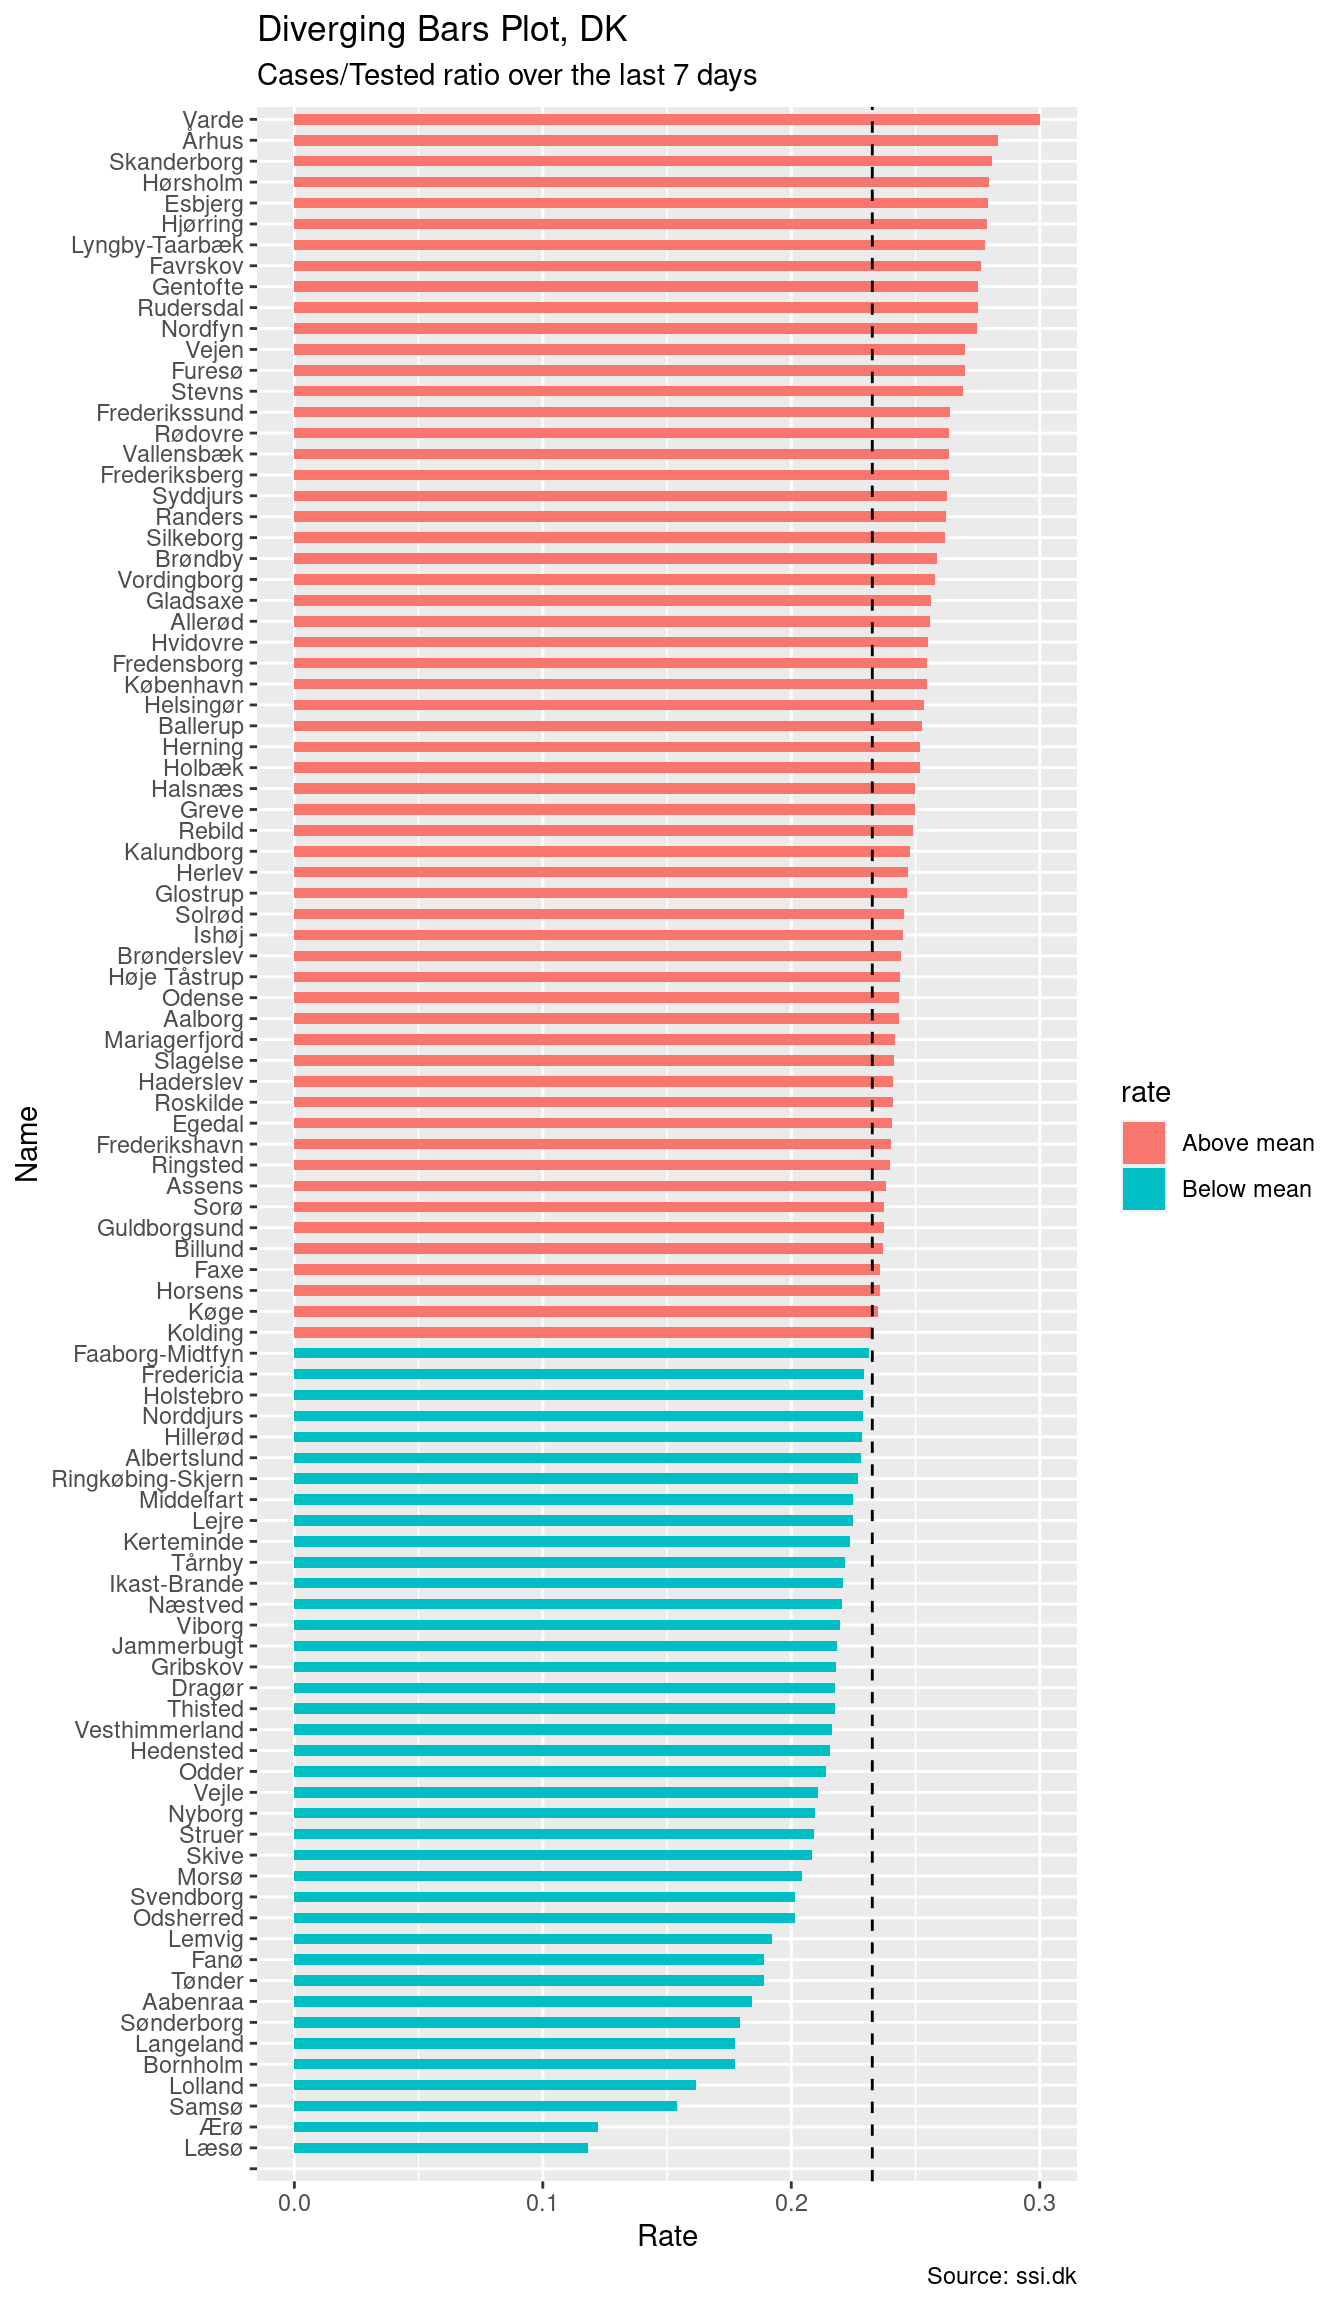 Diverging Bars Plot, DK
Cases/Tested ratio over the last 7 days
Varde
Århus
Skanderborg
Hørsholm
Esbjerg
Hjørring
Lyngby-Taarbæk
Favrskov
Gentofte
Rudersdal
Nordfyn
Vejen
Furesø
Stevns
Frederikssund
Rødovre
Vallensbæk
Frederiksberg
Syddjurs
Randers
Silkeborg
Brøndby
Vordingborg
Gladsaxe
Allerød
Hvidovre
Fredensborg
København
Helsingør
Ballerup
Herning
Holbæk
Halsnæs
Greve
Rebild
Kalundborg
Herlev
Glostrup
Solrød
Ishøj
Brønderslev
Høje Tåstrup
Odense
Aalborg
Mariagerfjord
Slagelse
Haderslev
Roskilde
Egedal
Frederikshavn
Ringsted
Assens
Sorø
Guldborgsund
Billund
Faxe
Horsens
Køge
Kolding
Faaborg-Midtfyn
Fredericia
Holstebro
Norddjurs
Hillerød
Albertslund
Ringkøbing-Skjern
Middelfart
Lejre
Kerteminde
Tårnby
Ikast-Brande
Næstved
Viborg
Jammerbugt
Gribskov
Dragør
Thisted
Vesthimmerland
Hedensted
Odder
Vejle
Nyborg
Struer
Skive
Morsø
Svendborg
Odsherred
Lemvig
Fanø
Tønder
Aabenraa
Sønderborg
Langeland
Bornholm
Lolland
Samsø
Ærø
Læsø
Name
0.0 0.1 0.2 0.3
Rate
rate
Above mean
Below mean
Source: ssi.dk